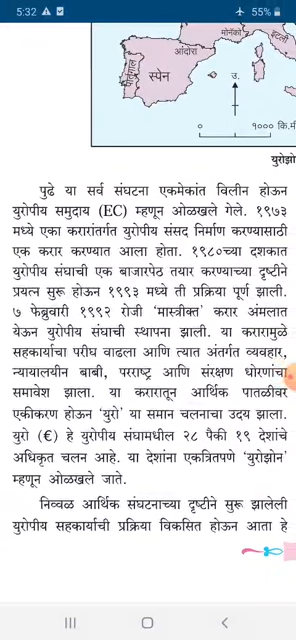 5:32
55%
मोनॅको
इटली
आंदोरा
पोर्तुगाल
स्पेन
उ.
० १००० कि.मी
युरोझो
पुढे या सर्व संघटना एकमेकांत विलीन होऊन
युरोपीय समुदाय (EC) म्हणून ओळखले गेले. १९७३
मध्ये एका करारांतर्गत युरोपीय संसद निर्माण करण्यासाठी
एक करार करण्यात आला होता. १९८०च्या दशकात
युरोपीय संघाची एक बाजारपेठ तयार करण्याच्या दृष्टीने
प्रयत्न सुरू होऊन १९९३ मध्ये ती प्रक्रिया पूर्ण झाली.
७ फेब्रुवारी १९९२ रोजी 'मास्त्रीक्त' करार अंमलात
येऊन युरोपीय संघाची स्थापना झाली. या करारामुळे
सहकार्याचा परीघ वाढला आणि त्यात अंतर्गत व्यवहार,
न्यायालयीन बाबी, परराष्ट्र आणि संरक्षण धोरणांचा
समावेश झाला. या करारातून आर्थिक पातळीवर
एकीकरण होऊन 'युरो' या समान चलनाचा उदय झाला.
युरो (€) हे युरोपीय संघामधील २८ पैकी १९ देशांचे
अधिकृत चलन आहे. या देशांना एकत्रितपणे 'युरोझोन'
म्हणून ओळखले जाते.
निव्वळ आर्थिक संघटनाच्या दृष्टीने सुरू झालेली
युरोपीय सहकार्याची प्रक्रिया विकसित होऊन आता हे